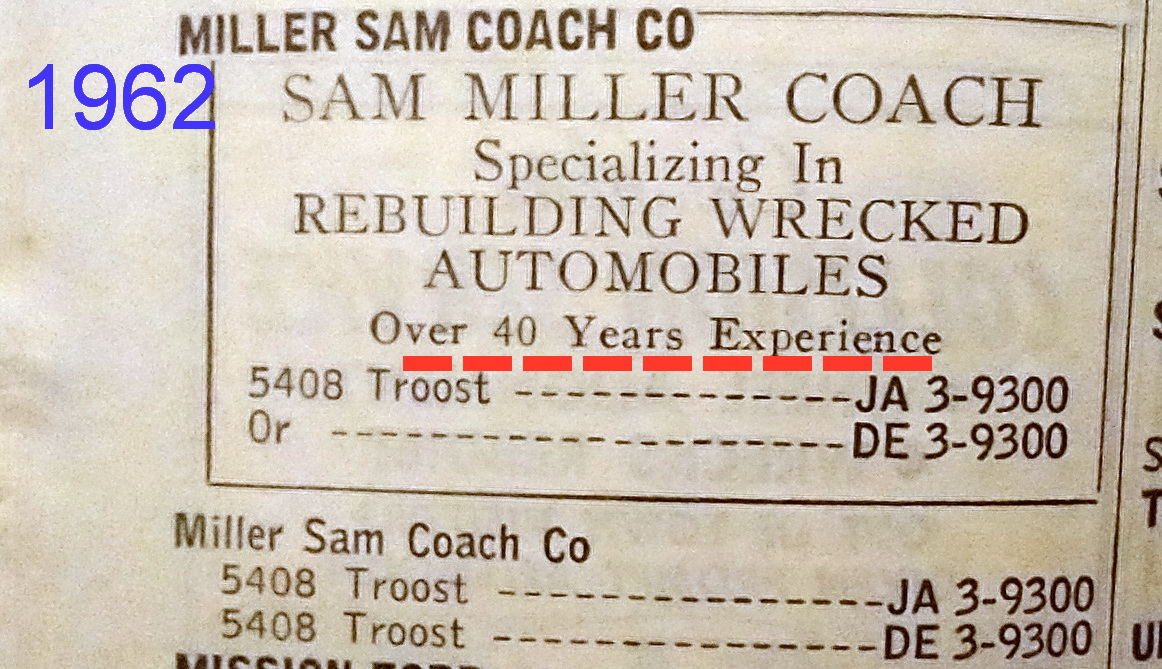 MILLER SAM COACH CO
1962
SAM MILLER COACH
Specializing In
REBUILDING WRECKED
AUTOMOBILES
Over 40 Years Experience
5408 Troost -------------- JA 3-9300
Or --------------------- DE 3-9300
Miller Sam Coach Co
5408 Troost ----------------JA 3-9300
5408 Troost ----------------DE 3-9300
MISSION FORD